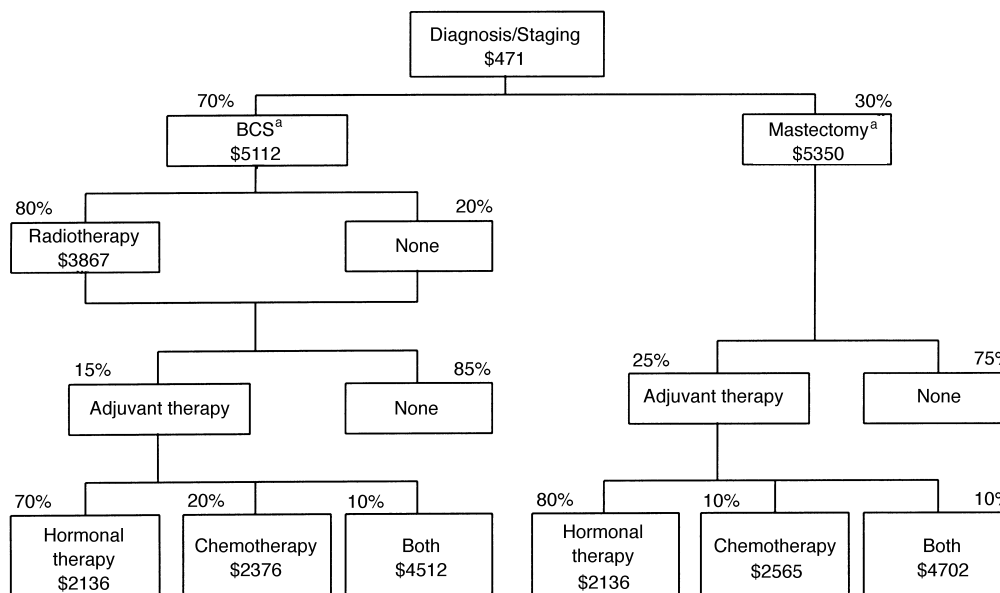 Diagnosis/Staging
$471
70%
30%
BCSa
$5112
Mastectomya
$5350
80%
20%
Radiotherapy
$3867
None
15%
85%
25%
75%
Adjuvant therapy
None
Adjuvant therapy
None
70%
20%
10%
80%
10%
10%
Hormonal
therapy
$2136
Chemotherapy
$2376
Both
$4512
Hormonal
therapy
$2136
Chemotherapy
$2565
Both
$4702